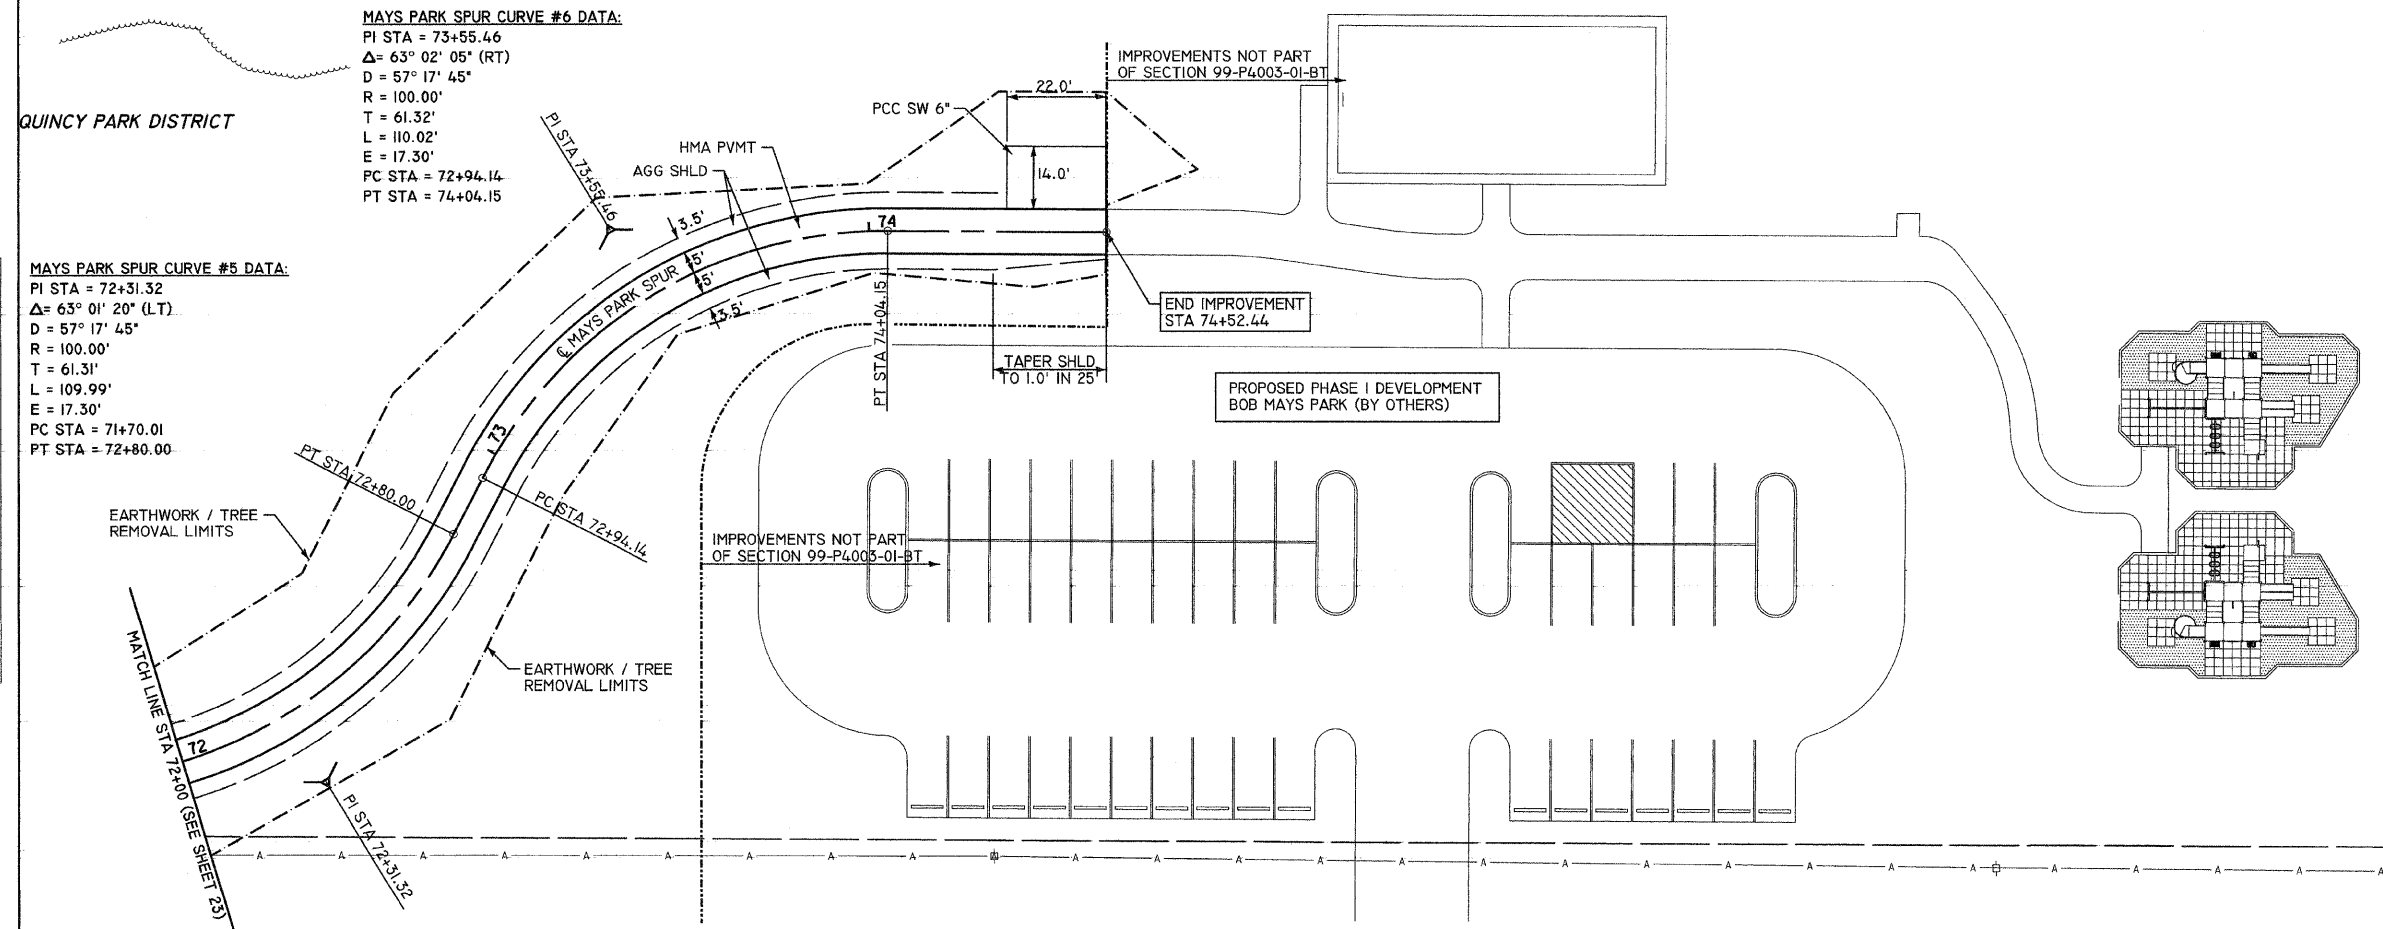 MAYS PARK SPUR CURVE #6 DATA:
PI STA = 73+55.46
Δ= 63° 02' 05" (RT)
D = 57° 17' 45"
R = 100.00'
T = 61.32'
L = 110.02'
E = 17.30'
PC STA = 72+94.14
PT STA = 74+04.15
QUINCY PARK DISTRICT
MAYS PARK SPUR CURVE #5 DATA:
PI STA = 72+31.32
Δ= 63° 01' 20" (LT)
D = 57° 17' 45"
R = 100.00'
T = 61.31'
L = 109.99'
E = 17.30'
PC STA = 71+70.01
PT STA = 72+80.00
PI STA 73+55.46
HMA PVMT
AGG SHLD
PCC SW 6"
22.0'
14.0'
IMPROVEMENTS NOT PART
OF SECTION 99-P4003-01-BT
3.5'
5'
5'
3.5'
℄ MAYS PARK SPUR
74
PT STA 74+04.15
END IMPROVEMENT
STA 74+52.44
TAPER SHLD
TO 1.0' IN 25'
PROPOSED PHASE I DEVELOPMENT
BOB MAYS PARK (BY OTHERS)
73
PT STA 72+80.00
PC STA 72+94.14
EARTHWORK / TREE
REMOVAL LIMITS
IMPROVEMENTS NOT PART
OF SECTION 99-P4003-01-BT
EARTHWORK / TREE
REMOVAL LIMITS
72
MATCH LINE STA 72+00 (SEE SHEET 23)
PI STA 72+31.32
A A A A A A A A A A A A A A A A A A A A A A A A A A